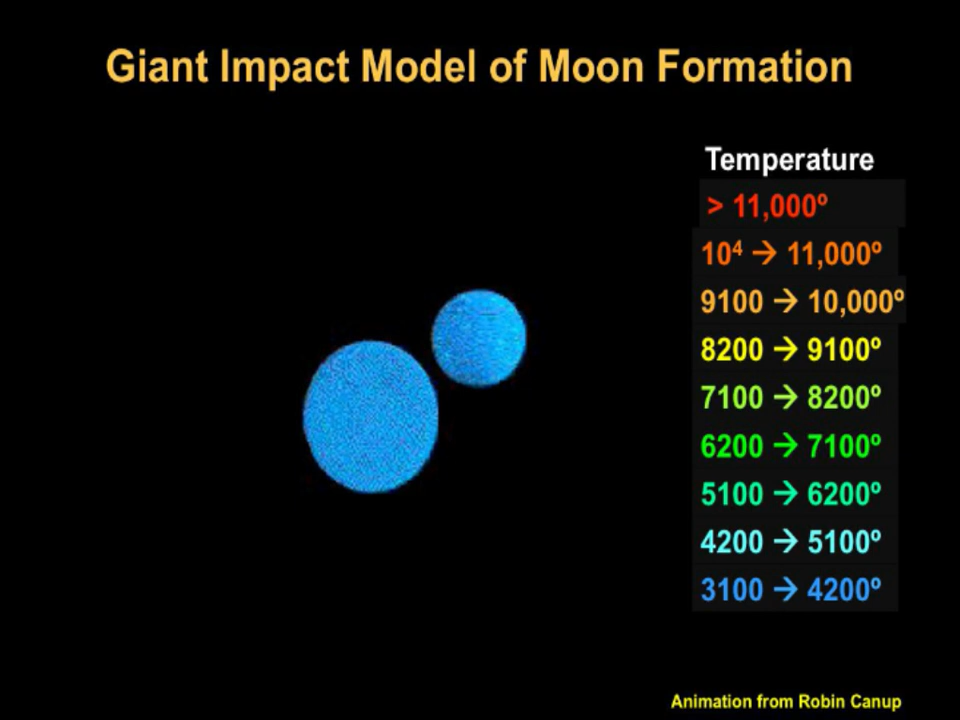 Giant Impact Model of Moon Formation
Temperature
> 11,000º
10⁴ → 11,000º
9100 → 10,000º
8200 → 9100º
7100 → 8200º
6200 → 7100º
5100 → 6200º
4200 → 5100º
3100 → 4200º
Animation from Robin Canup